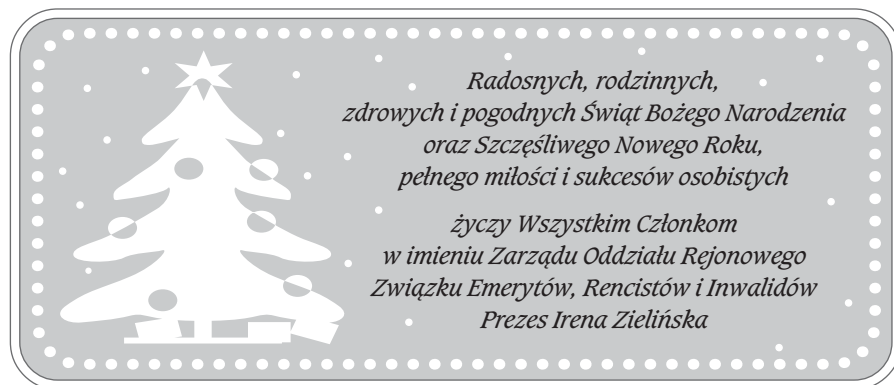 Radosnych, rodzinnych,
zdrowych i pogodnych Świąt Bożego Narodzenia
oraz Szczęśliwego Nowego Roku,
pełnego miłości i sukcesów osobistych
życzy Wszystkim Członkom
w imieniu Zarządu Oddziału Rejonowego
Związku Emerytów, Rencistów i Inwalidów
Prezes Irena Zielińska